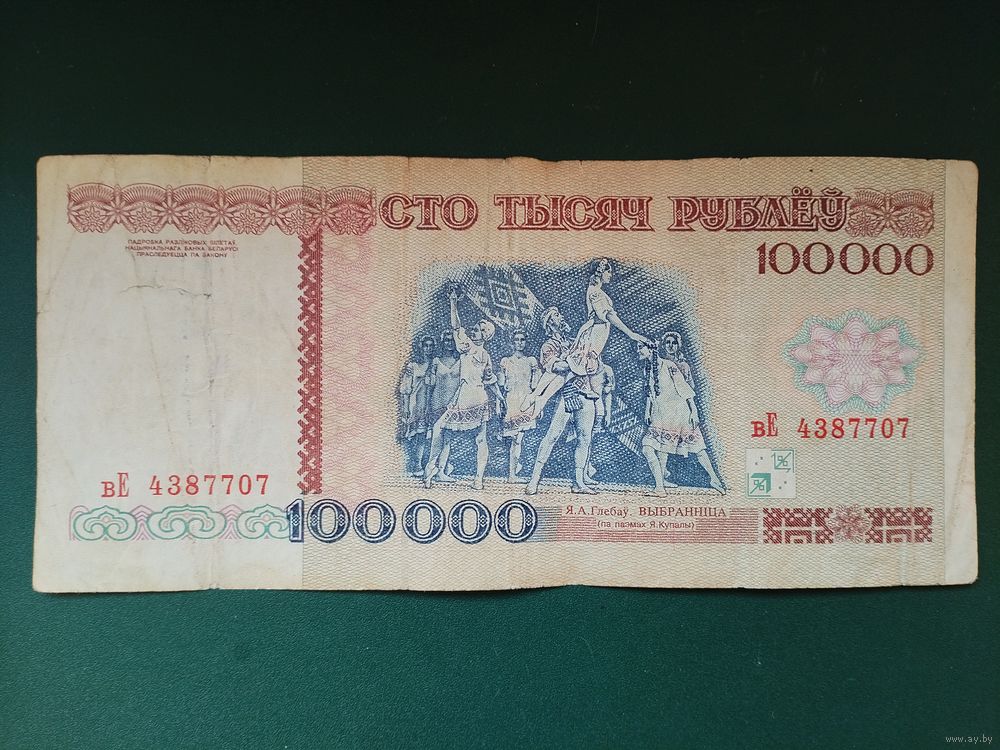 СТО ТЫСЯЧ РУБЛЁЎ
100000
ПАДРОБКА РАЗЛІКОВЫХ БІЛЕТАЎ
НАЦЫЯНАЛЬНАГА БАНКА БЕЛАРУСІ
ПРАСЛЕДУЕЦЦА ПА ЗАКОНУ
вЕ 4387707
вЕ 4387707
100000
Я.А.Глебаў. ВЫБРАННІЦА
(па паэмах Я.Купалы)
www.ay.by